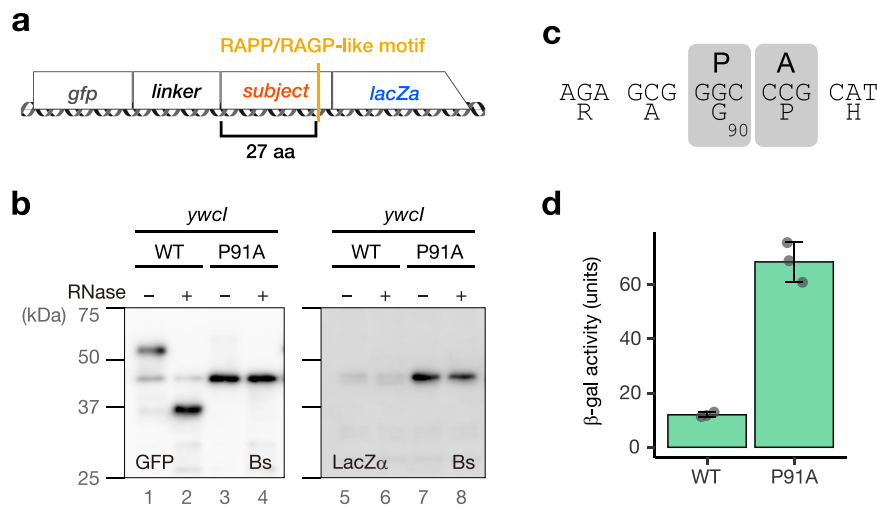 a
RAPP/RAGP-like motif
gfp linker subject lacZa
27 aa
b
ywcI ywcI
WT P91A WT P91A
RNase − + − + − + − +
(kDa)
75
50
37
25
GFP Bs LacZα Bs
1 2 3 4 5 6 7 8
c
P A
AGA GCG GGC CCG CAT
R A G P H
90
d
β-gal activity (units)
60
40
20
0
WT P91A